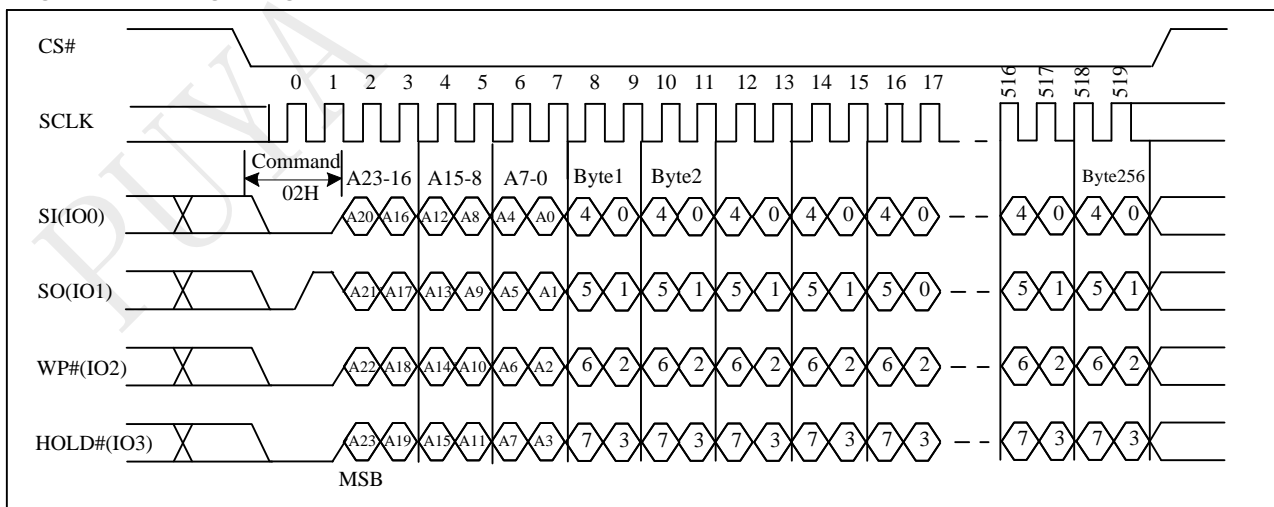 PUYA
CS#
0 1 2 3 4 5 6 7 8 9 10 11 12 13 14 15 16 17 516 517 518 519
SCLK
Command
02H
A23-16 A15-8 A7-0 Byte1 Byte2 Byte256
SI(IO0) A20 A16 A12 A8 A4 A0 4 0 4 0 4 0 4 0 4 0 4 0 4 0
SO(IO1) A21 A17 A13 A9 A5 A1 5 1 5 1 5 1 5 1 5 0 5 1 5 1
WP#(IO2) A22 A18 A14 A10 A6 A2 6 2 6 2 6 2 6 2 6 2 6 2 6 2
HOLD#(IO3) A23 A19 A15 A11 A7 A3 7 3 7 3 7 3 7 3 7 3 7 3 7 3
MSB